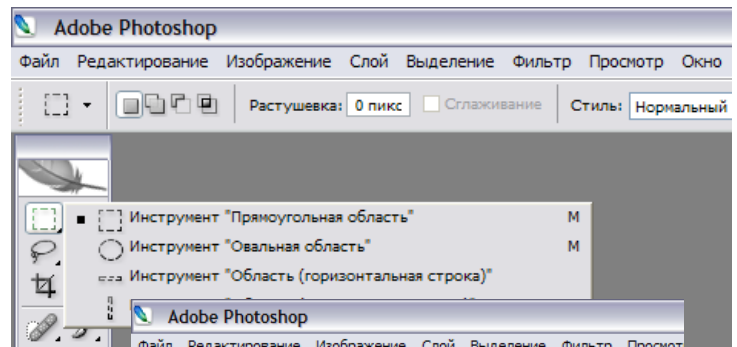 Adobe Photoshop
Файл Редактирование Изображение Слой Выделение Фильтр Просмотр Окно
Растушевка: 0 пикс Сглаживание Стиль: Нормальный
Инструмент "Прямоугольная область" M
Инструмент "Овальная область" M
Инструмент "Область (горизонтальная строка)"
Adobe Photoshop
Файл Редактирование Изображение Слой Выделение Фильтр Просмот